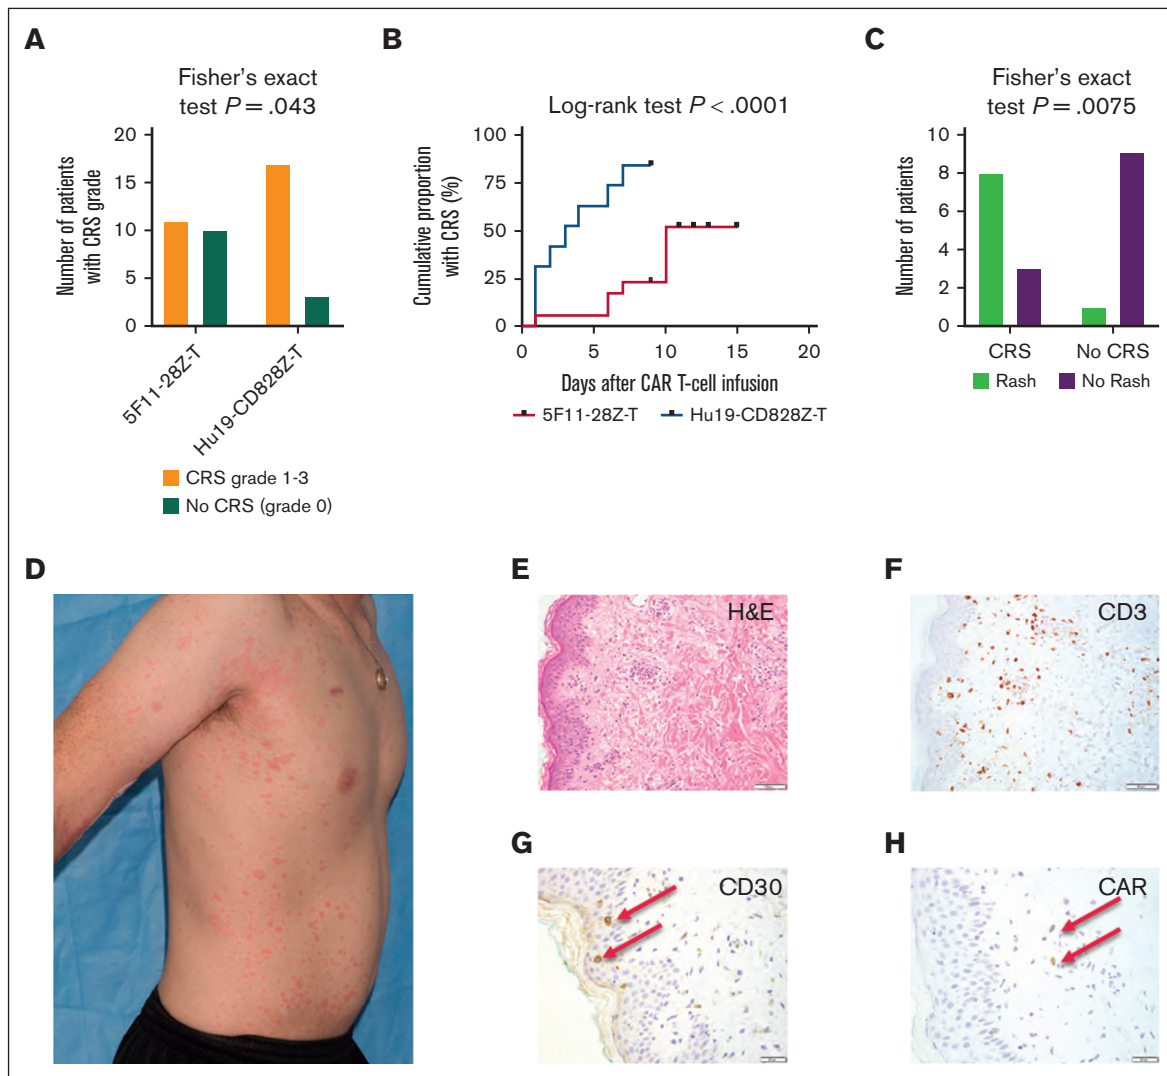 A
Fisher's exact
test P = .043
Number of patients
with CRS grade
20
15
10
5
0
5F11-28Z-T
Hu19-CD828Z-T
CRS grade 1-3
No CRS (grade 0)
B
Log-rank test P < .0001
Cumulative proportion
with CRS (%)
100
75
50
25
0
0 5 10 15 20
Days after CAR T-cell infusion
5F11-28Z-T Hu19-CD828Z-T
C
Fisher's exact
test P = .0075
Number of patients
10
8
6
4
2
0
CRS No CRS
Rash No Rash
D
E
H&E
F
CD3
G
CD30
H
CAR